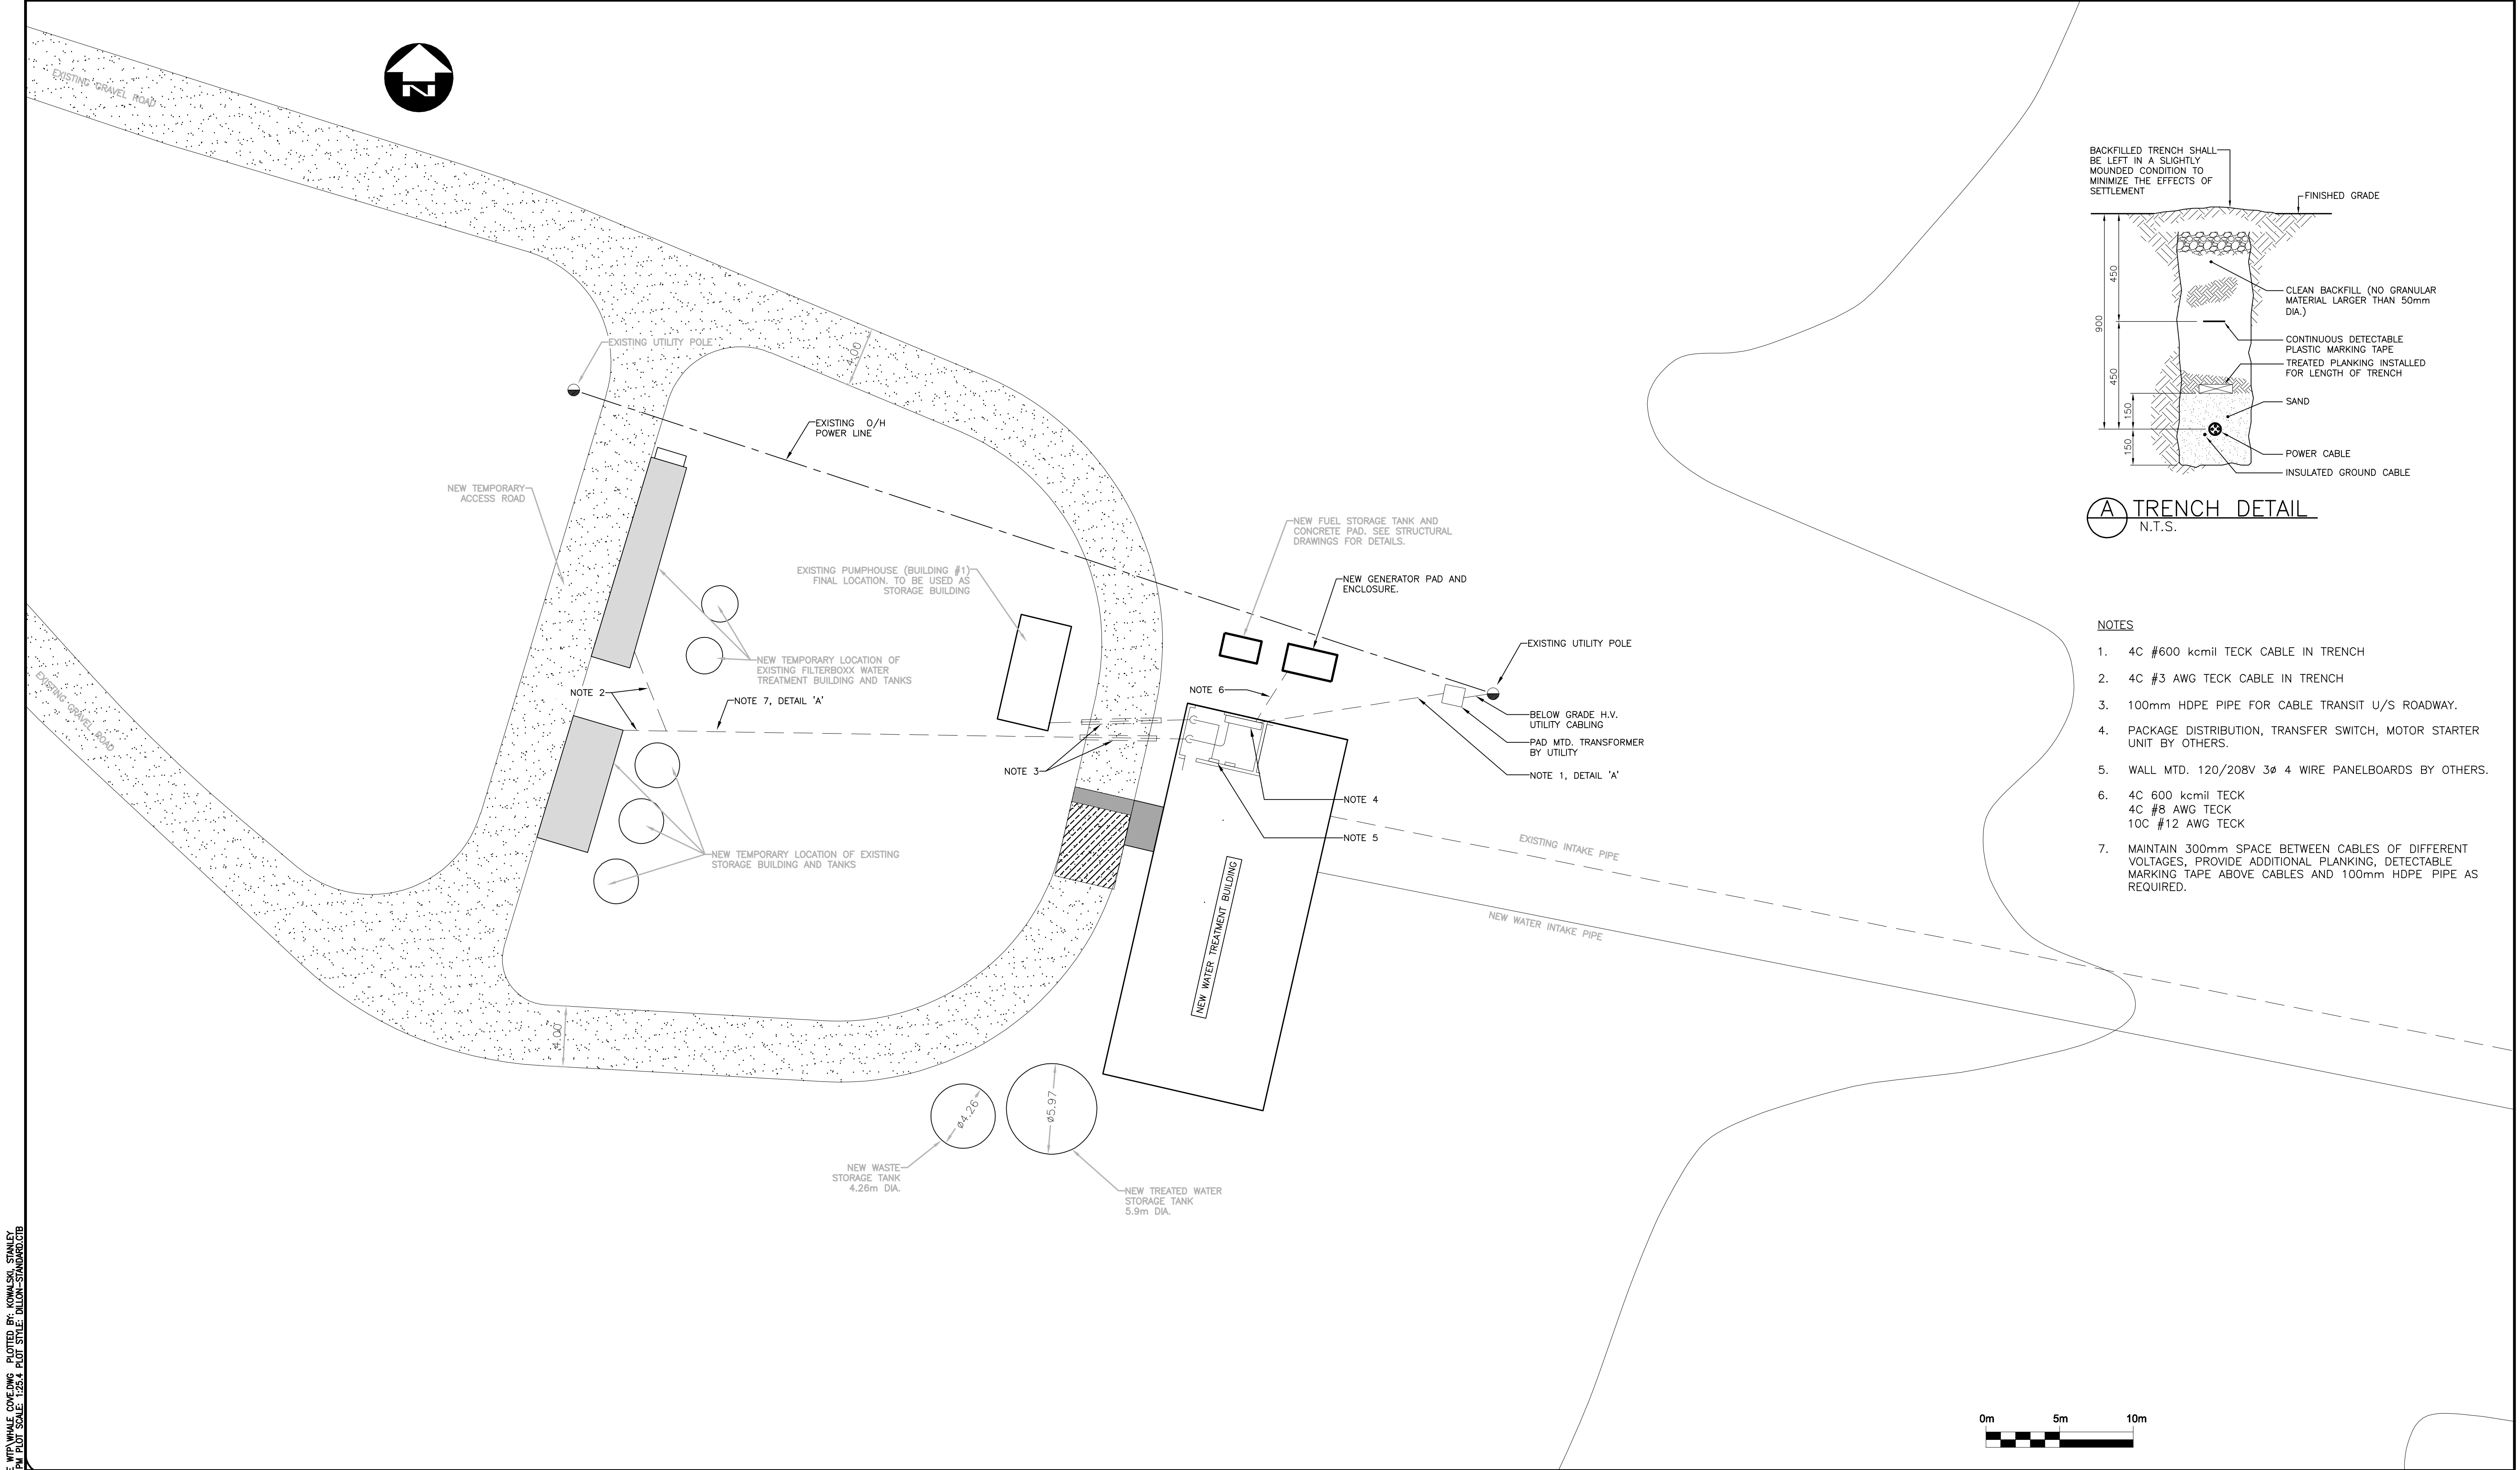 EXISTING GRAVEL ROAD
N
EXISTING UTILITY POLE
4.00
EXISTING O/H
POWER LINE
NEW TEMPORARY
ACCESS ROAD
EXISTING PUMPHOUSE (BUILDING #1)
FINAL LOCATION. TO BE USED AS
STORAGE BUILDING
NEW FUEL STORAGE TANK AND
CONCRETE PAD. SEE STRUCTURAL
DRAWINGS FOR DETAILS.
NEW GENERATOR PAD AND
ENCLOSURE.
EXISTING UTILITY POLE
NEW TEMPORARY LOCATION OF
EXISTING FILTERBOXX WATER
TREATMENT BUILDING AND TANKS
NOTE 2
NOTE 7, DETAIL 'A'
NOTE 6
EXISTING GRAVEL ROAD
BELOW GRADE H.V.
UTILITY CABLING
PAD MTD. TRANSFORMER
BY UTILITY
NOTE 1, DETAIL 'A'
NOTE 3
NOTE 4
NOTE 5
NEW TEMPORARY LOCATION OF EXISTING
STORAGE BUILDING AND TANKS
EXISTING INTAKE PIPE
NEW WATER INTAKE PIPE
NEW WATER TREATMENT BUILDING
4.00
ø4.26
ø5.97
NEW WASTE
STORAGE TANK
4.26m DIA.
NEW TREATED WATER
STORAGE TANK
5.9m DIA.
BACKFILLED TRENCH SHALL
BE LEFT IN A SLIGHTLY
MOUNDED CONDITION TO
MINIMIZE THE EFFECTS OF
SETTLEMENT
FINISHED GRADE
450
900
450
150
150
CLEAN BACKFILL (NO GRANULAR
MATERIAL LARGER THAN 50mm
DIA.)
CONTINUOUS DETECTABLE
PLASTIC MARKING TAPE
TREATED PLANKING INSTALLED
FOR LENGTH OF TRENCH
SAND
POWER CABLE
INSULATED GROUND CABLE
A TRENCH DETAIL
N.T.S.
NOTES
1. 4C #600 kcmil TECK CABLE IN TRENCH
2. 4C #3 AWG TECK CABLE IN TRENCH
3. 100mm HDPE PIPE FOR CABLE TRANSIT U/S ROADWAY.
4. PACKAGE DISTRIBUTION, TRANSFER SWITCH, MOTOR STARTER
UNIT BY OTHERS.
5. WALL MTD. 120/208V 3ø 4 WIRE PANELBOARDS BY OTHERS.
6. 4C 600 kcmil TECK
4C #8 AWG TECK
10C #12 AWG TECK
7. MAINTAIN 300mm SPACE BETWEEN CABLES OF DIFFERENT
VOLTAGES, PROVIDE ADDITIONAL PLANKING, DETECTABLE
MARKING TAPE ABOVE CABLES AND 100mm HDPE PIPE AS
REQUIRED.
0m 5m 10m
WTP\WHALE COVE.DWG PLOTTED BY: KOWALSKI, STANLEY
PM PLOT SCALE: 1:25.4 PLOT STYLE: DILLON-STANDARD.CTB